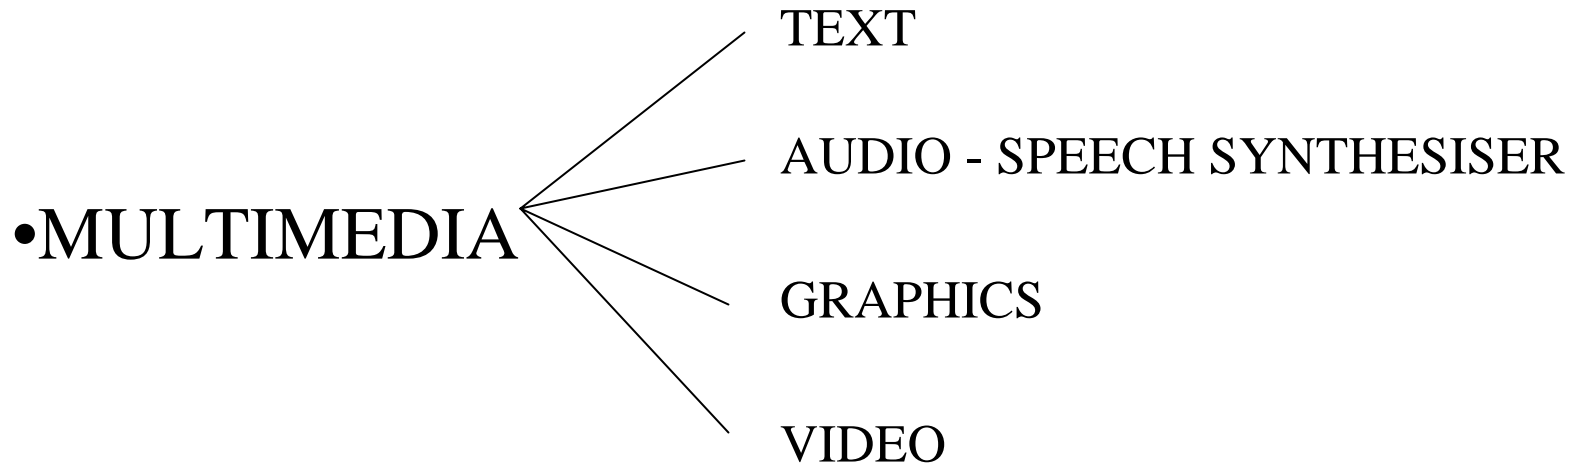 •MULTIMEDIA
TEXT
AUDIO - SPEECH SYNTHESISER
GRAPHICS
VIDEO